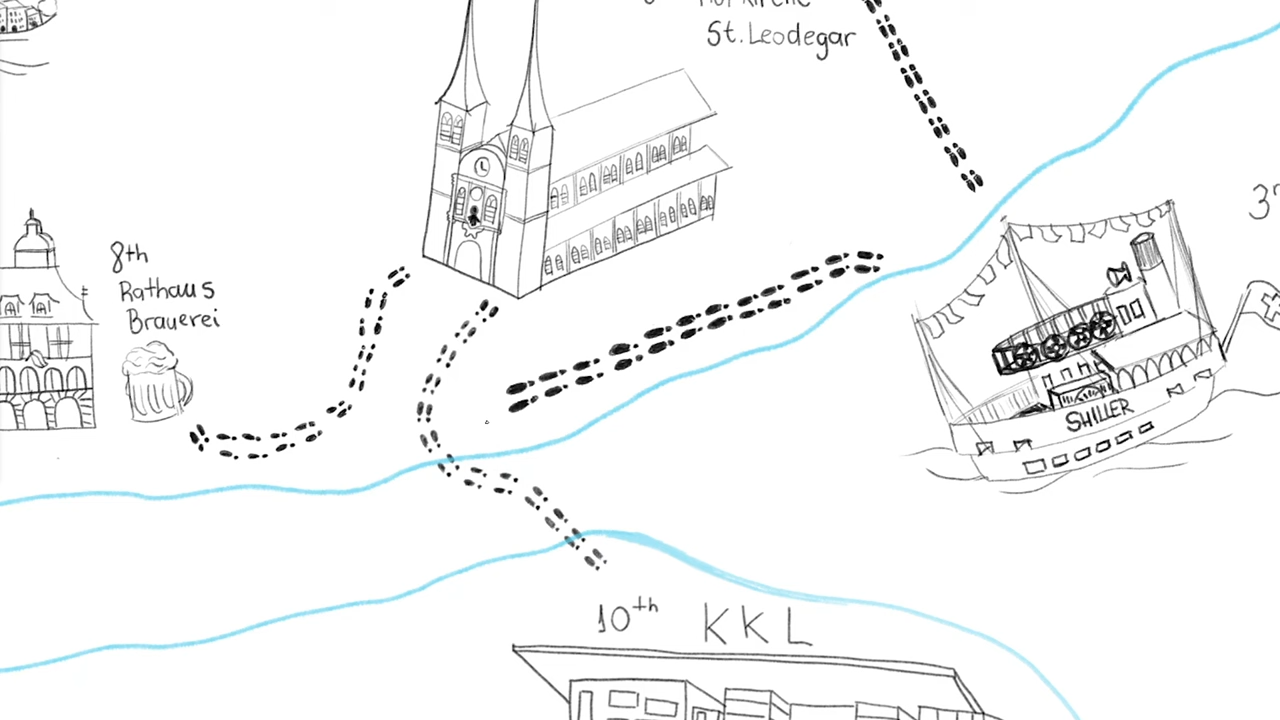 St. Leodegar
8th
Rathaus
Brauerei
SHILLER
10th KKL